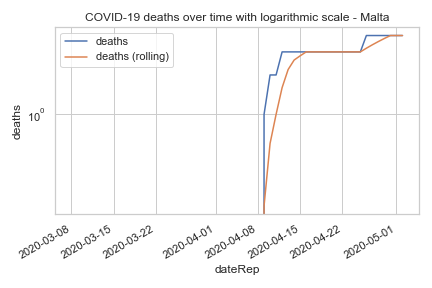 COVID-19 deaths over time with logarithmic scale - Malta
deaths
deaths (rolling)
deaths
10^0
2020-03-08
2020-03-15
2020-03-22
2020-04-01
2020-04-08
2020-04-15
2020-04-22
2020-05-01
dateRep